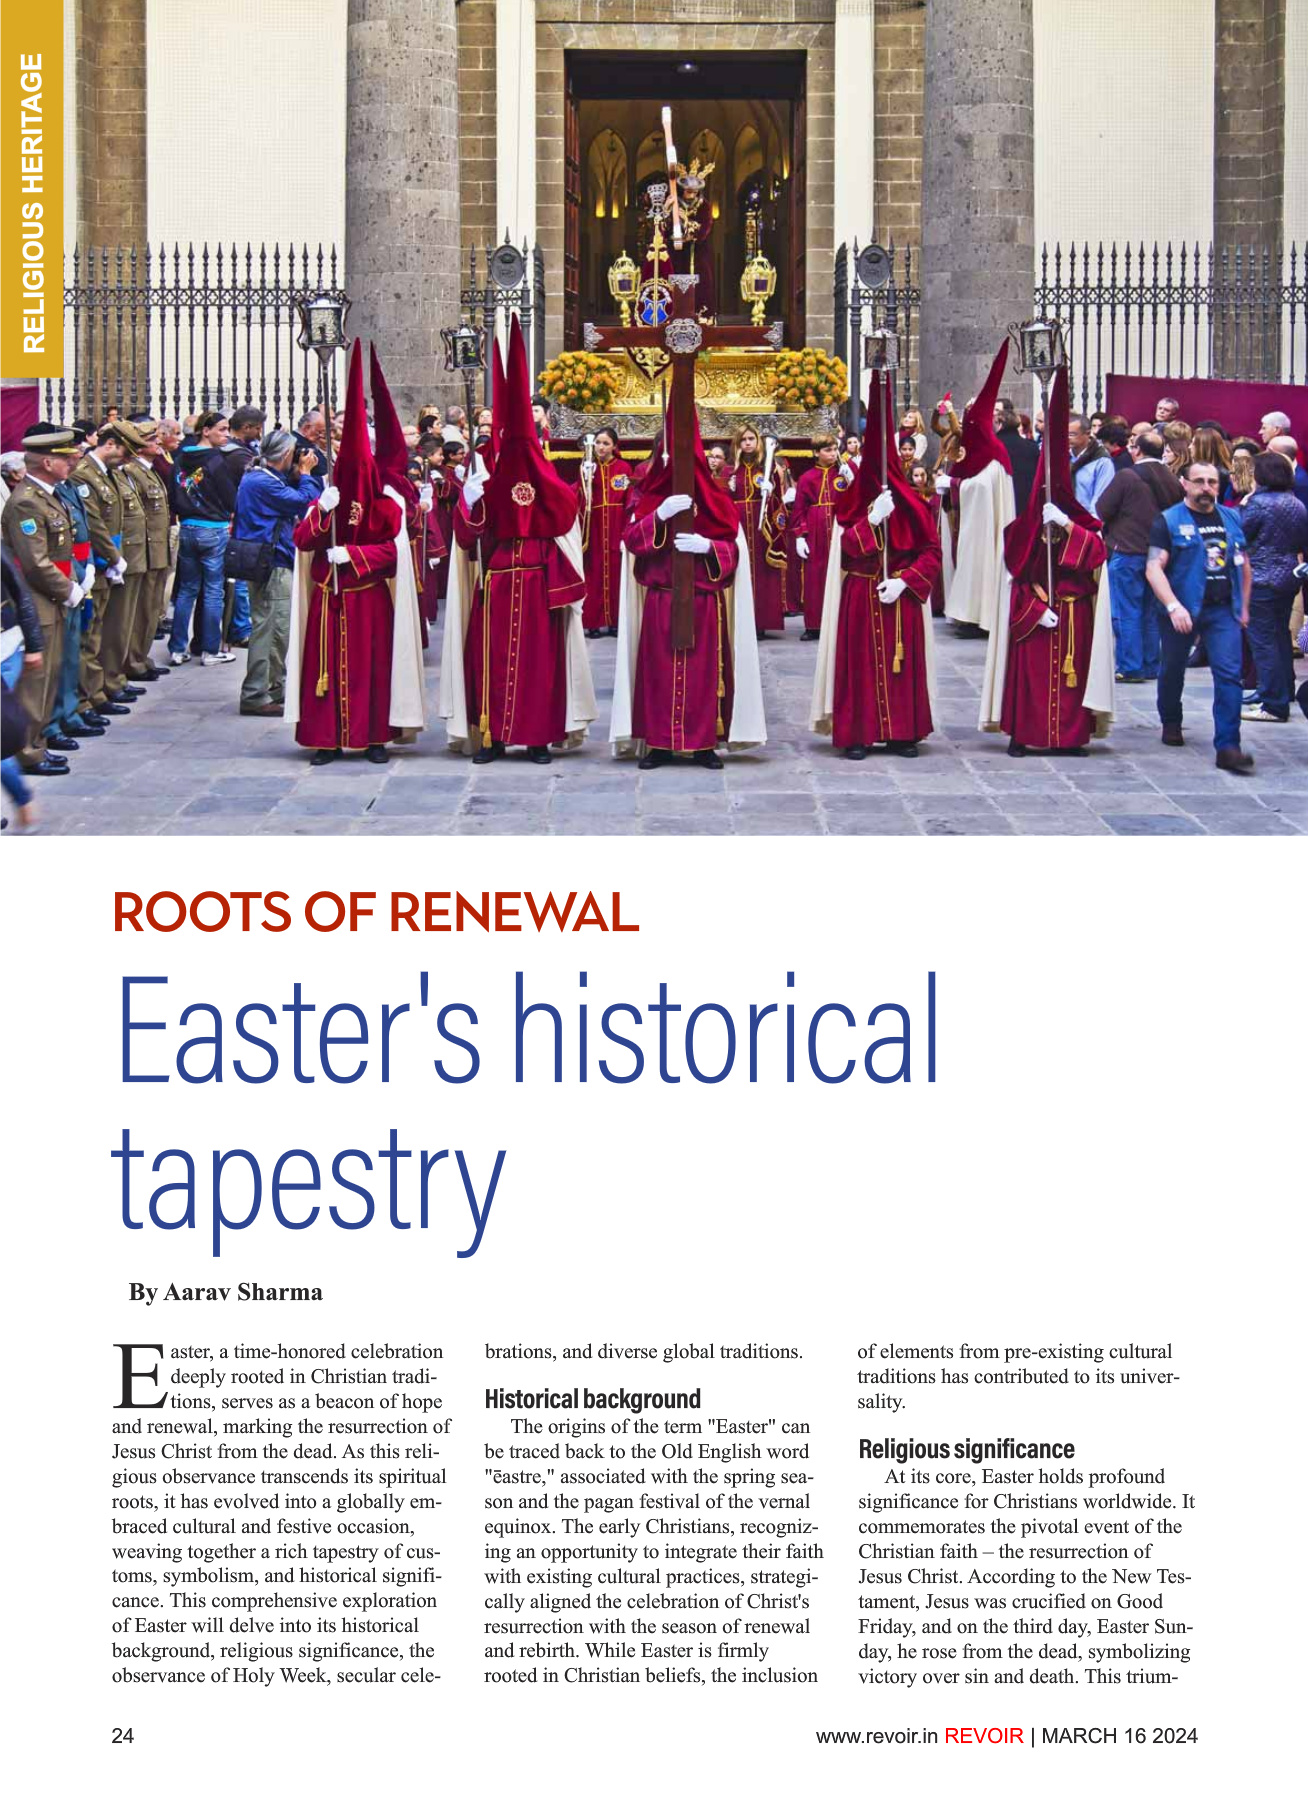 RELIGIOUS HERITAGE
ROOTS OF RENEWAL
Easter's historical
tapestry
By Aarav Sharma
Easter, a time-honored celebration
deeply rooted in Christian tradi-
tions, serves as a beacon of hope
and renewal, marking the resurrection of
Jesus Christ from the dead. As this reli-
gious observance transcends its spiritual
roots, it has evolved into a globally em-
braced cultural and festive occasion,
weaving together a rich tapestry of cus-
toms, symbolism, and historical signifi-
cance. This comprehensive exploration
of Easter will delve into its historical
background, religious significance, the
observance of Holy Week, secular cele-
brations, and diverse global traditions.
Historical background
The origins of the term "Easter" can
be traced back to the Old English word
"ēastre," associated with the spring sea-
son and the pagan festival of the vernal
equinox. The early Christians, recogniz-
ing an opportunity to integrate their faith
with existing cultural practices, strategi-
cally aligned the celebration of Christ's
resurrection with the season of renewal
and rebirth. While Easter is firmly
rooted in Christian beliefs, the inclusion
of elements from pre-existing cultural
traditions has contributed to its univer-
sality.
Religious significance
At its core, Easter holds profound
significance for Christians worldwide. It
commemorates the pivotal event of the
Christian faith – the resurrection of
Jesus Christ. According to the New Tes-
tament, Jesus was crucified on Good
Friday, and on the third day, Easter Sun-
day, he rose from the dead, symbolizing
victory over sin and death. This trium-
24
www.revoir.in REVOIR | MARCH 16 2024